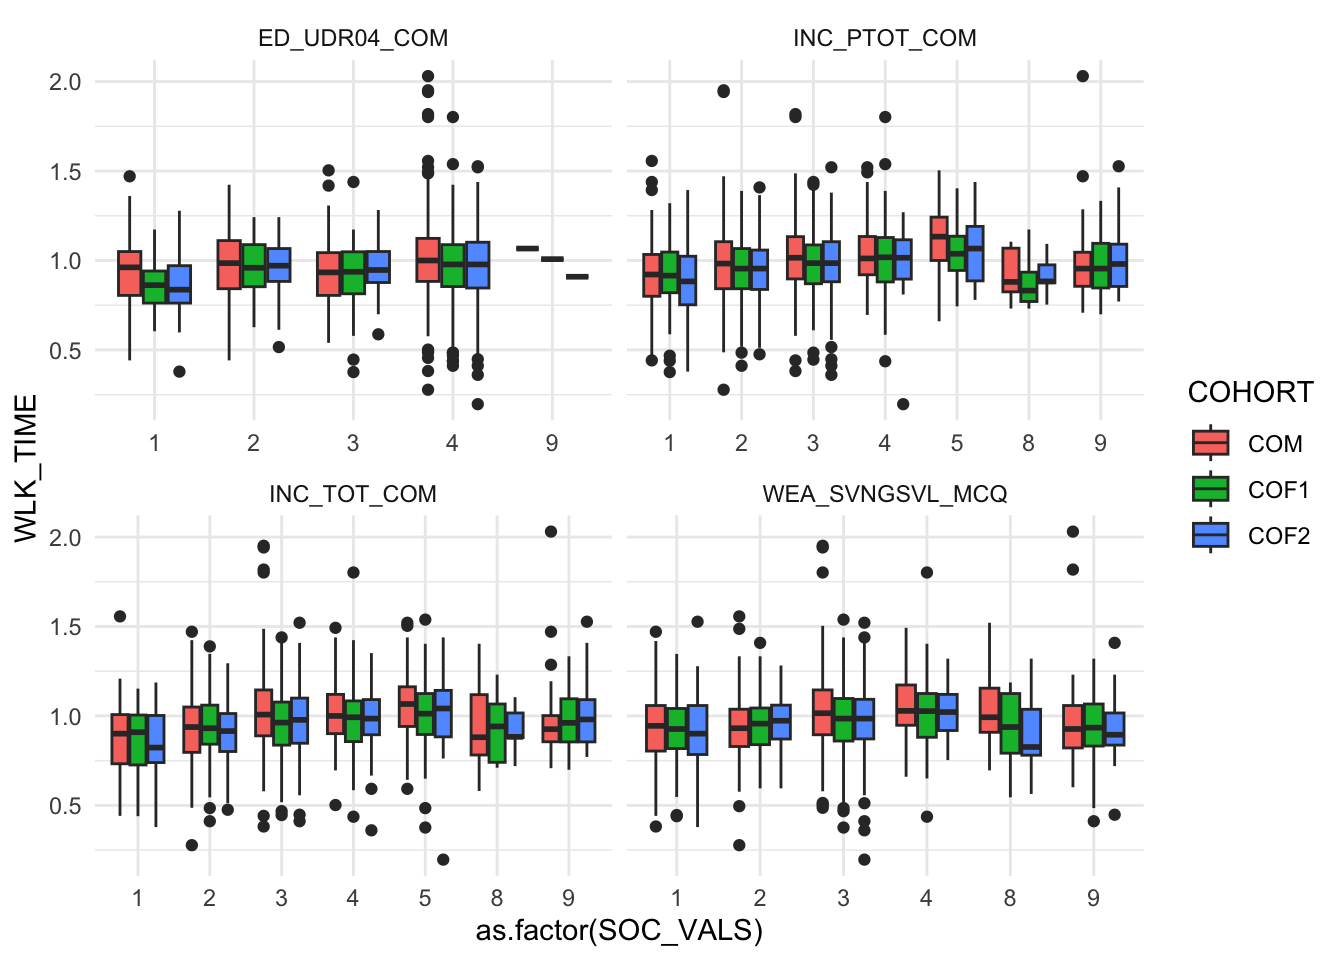 ED_UDR04_COM
INC_PTOT_COM
2.0
1.5
1.0
0.5
1 2 3 4 9
1 2 3 4 5 8 9
INC_TOT_COM
WEA_SVNGSVL_MCQ
2.0
1.5
1.0
0.5
1 2 3 4 5 8 9
1 2 3 4 8 9
WLK_TIME
as.factor(SOC_VALS)
COHORT
COM
COF1
COF2